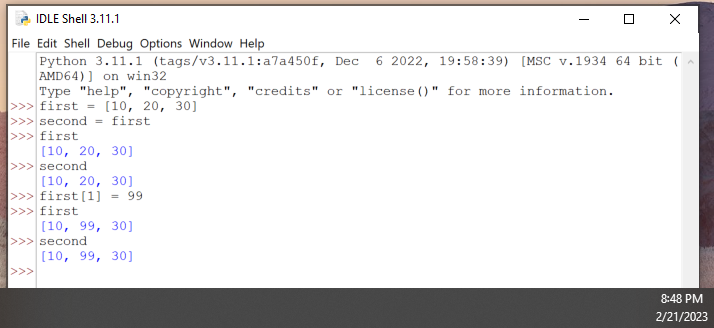 IDLE Shell 3.11.1
File Edit Shell Debug Options Window Help
Python 3.11.1 (tags/v3.11.1:a7a450f, Dec  6 2022, 19:58:39) [MSC v.1934 64 bit (
AMD64)] on win32
Type "help", "copyright", "credits" or "license()" for more information.
>>> first = [10, 20, 30]
>>> second = first
>>> first
[10, 20, 30]
>>> second
[10, 20, 30]
>>> first[1] = 99
>>> first
[10, 99, 30]
>>> second
[10, 99, 30]
>>>
8:48 PM
2/21/2023